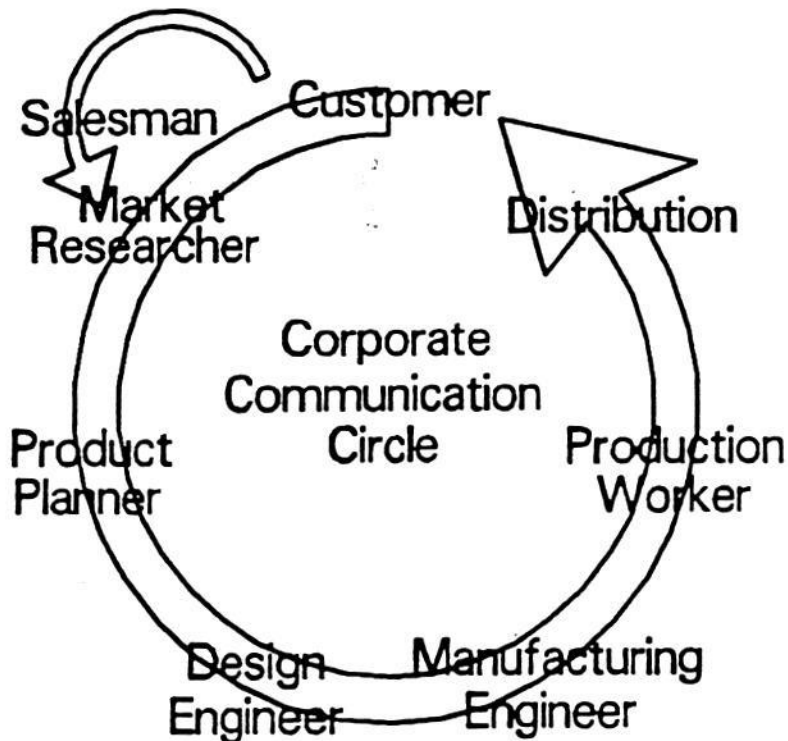 Customer
Salesman
Market
Researcher
Distribution
Corporate
Communication
Circle
Product
Planner
Production
Worker
Design
Engineer
Manufacturing
Engineer